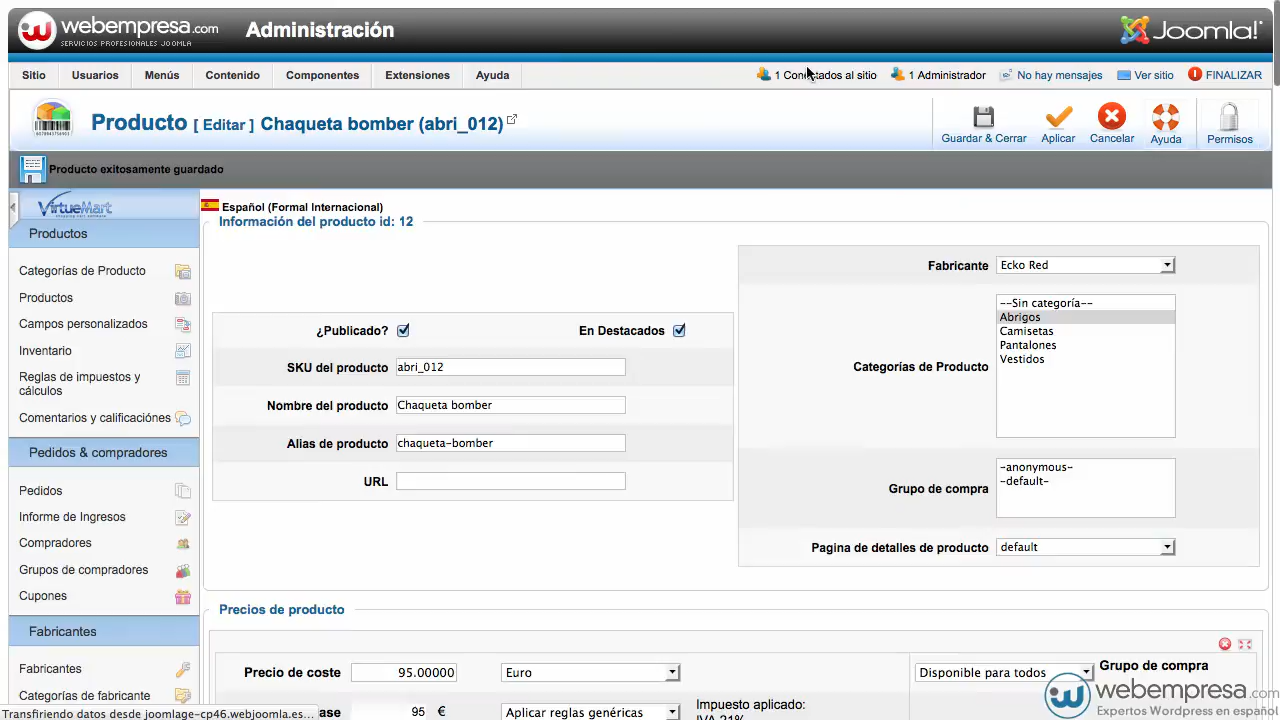 webempresa.com
SERVICIOS PROFESIONALES JOOMLA
Administración
Joomla!
Sitio
Usuarios
Menús
Contenido
Componentes
Extensiones
Ayuda
1 Conectados al sitio
1 Administrador
No hay mensajes
Ver sitio
FINALIZAR
Producto [ Editar ] Chaqueta bomber (abri_012)
Guardar & Cerrar
Aplicar
Cancelar
Ayuda
Permisos
Producto exitosamente guardado
VirtueMart
Productos
Categorías de Producto
Productos
Campos personalizados
Inventario
Reglas de impuestos y
cálculos
Comentarios y calificaciónes
Pedidos & compradores
Pedidos
Informe de Ingresos
Compradores
Grupos de compradores
Cupones
Fabricantes
Fabricantes
Categorías de fabricante
Transfiriendo datos desde joomlage-cp46.webjoomla.es...
Español (Formal Internacional)
Información del producto id: 12
¿Publicado?
En Destacados
SKU del producto abri_012
Nombre del producto Chaqueta bomber
Alias de producto chaqueta-bomber
URL
Fabricante Ecko Red
Categorías de Producto
--Sin categoría--
Abrigos
Camisetas
Pantalones
Vestidos
Grupo de compra
-anonymous-
-default-
Pagina de detalles de producto default
Precios de producto
Precio de coste 95.00000 Euro
Disponible para todos Grupo de compra
ase 95 € Aplicar reglas genéricas
Impuesto aplicado:
IVA 21%
webempresa.com
Expertos Wordpress en español